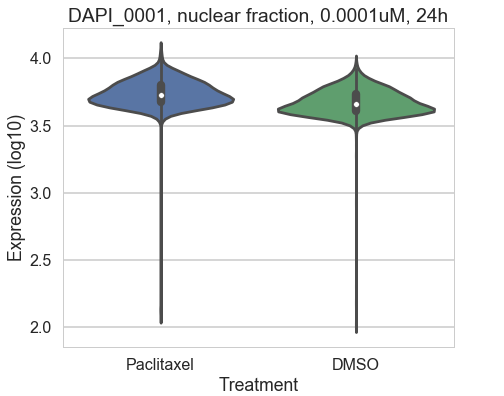 DAPI_0001, nuclear fraction, 0.0001uM, 24h
Expression (log10)
4.0
3.5
3.0
2.5
2.0
Paclitaxel
DMSO
Treatment